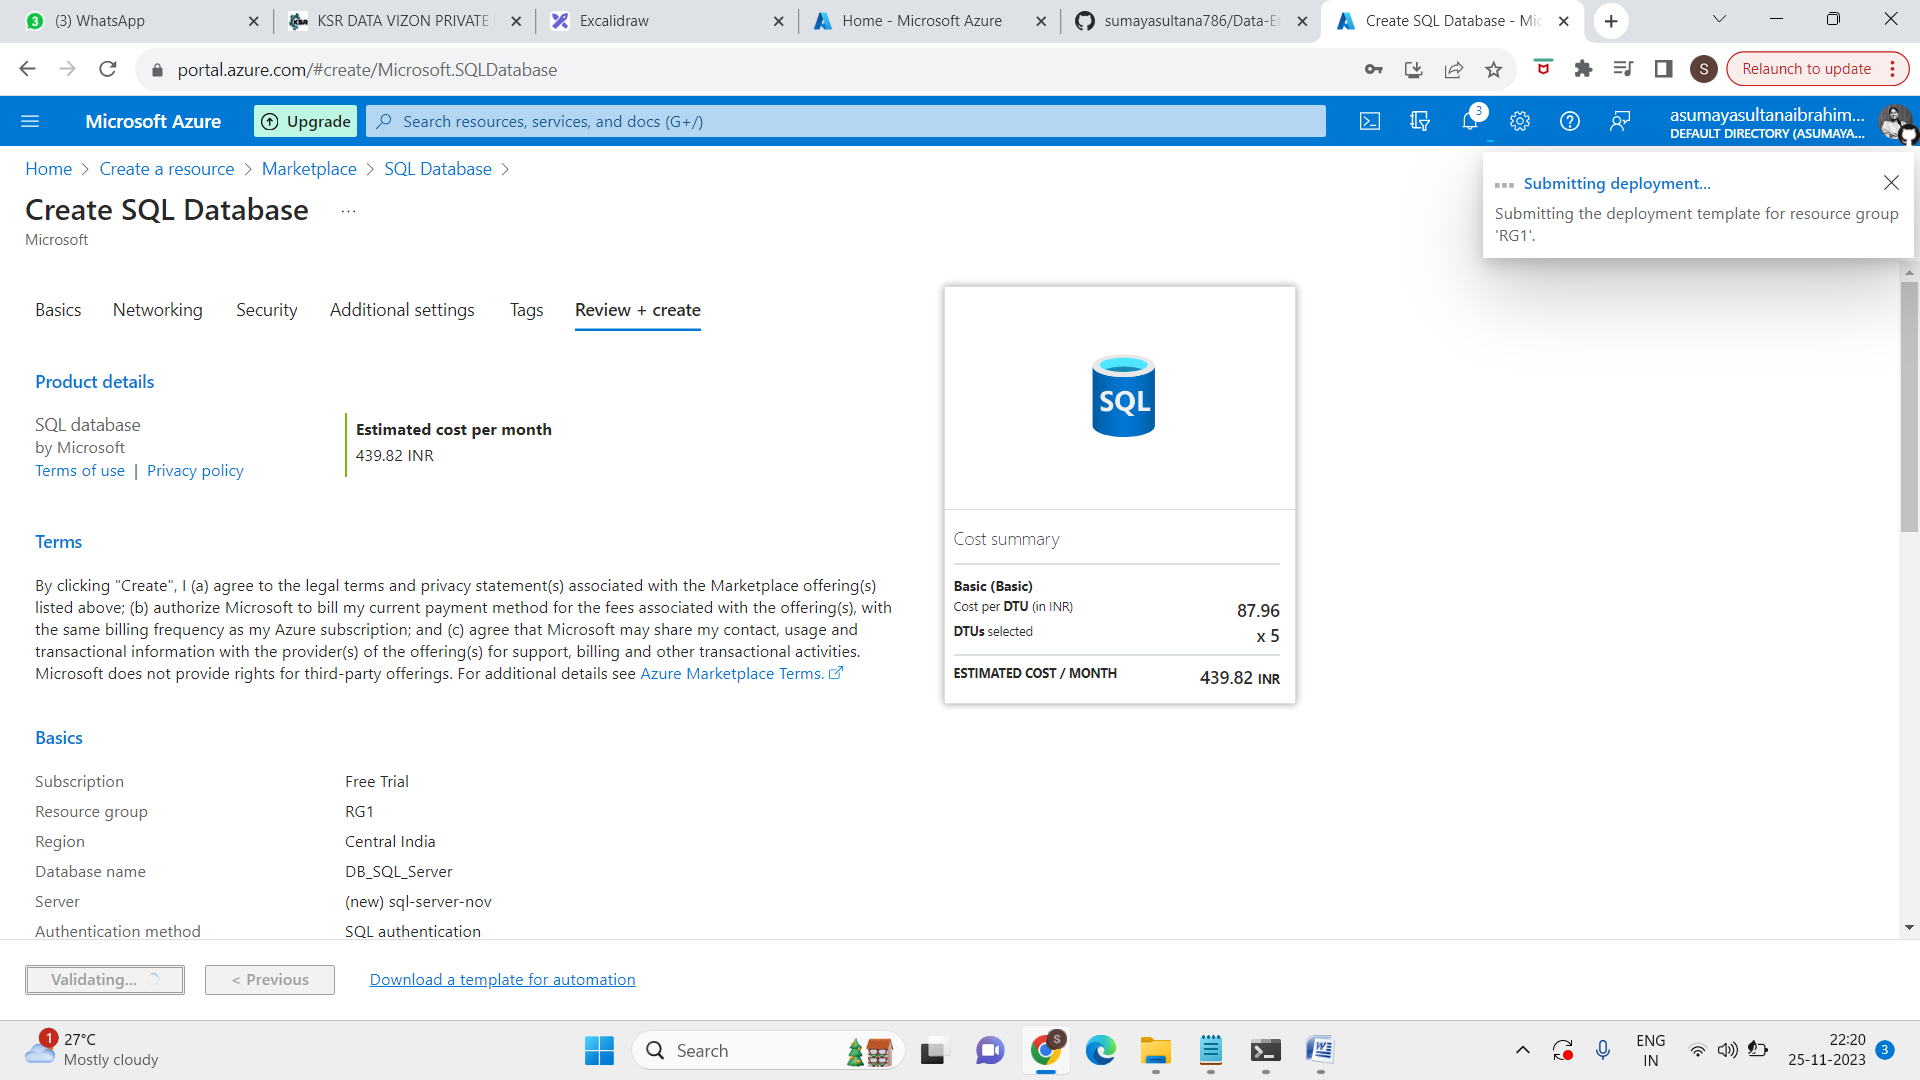 (3) WhatsApp
KSR DATA VIZON PRIVATE
Excalidraw
Home - Microsoft Azure
sumayasultana786/Data-E
Create SQL Database - Mic
portal.azure.com/#create/Microsoft.SQLDatabase
S
Relaunch to update
Microsoft Azure
Upgrade
Search resources, services, and docs (G+/)
3
asumayasultanaibrahim...
DEFAULT DIRECTORY (ASUMAYA...
Home > Create a resource > Marketplace > SQL Database >
Submitting deployment...
Submitting the deployment template for resource group
'RG1'.
Create SQL Database ...
Microsoft
Basics Networking Security Additional settings Tags Review + create
Product details
SQL database
by Microsoft
Terms of use | Privacy policy
Estimated cost per month
439.82 INR
SQL
Cost summary
Basic (Basic)
Cost per DTU (in INR) 87.96
DTUs selected x 5
ESTIMATED COST / MONTH 439.82 INR
Terms
By clicking "Create", I (a) agree to the legal terms and privacy statement(s) associated with the Marketplace offering(s)
listed above; (b) authorize Microsoft to bill my current payment method for the fees associated with the offering(s), with
the same billing frequency as my Azure subscription; and (c) agree that Microsoft may share my contact, usage and
transactional information with the provider(s) of the offering(s) for support, billing and other transactional activities.
Microsoft does not provide rights for third-party offerings. For additional details see Azure Marketplace Terms.
Basics
Subscription Free Trial
Resource group RG1
Region Central India
Database name DB_SQL_Server
Server (new) sql-server-nov
Authentication method SQL authentication
Validating... < Previous Download a template for automation
1
27°C
Mostly cloudy
Search
S
ENG
IN
22:20
25-11-2023
3